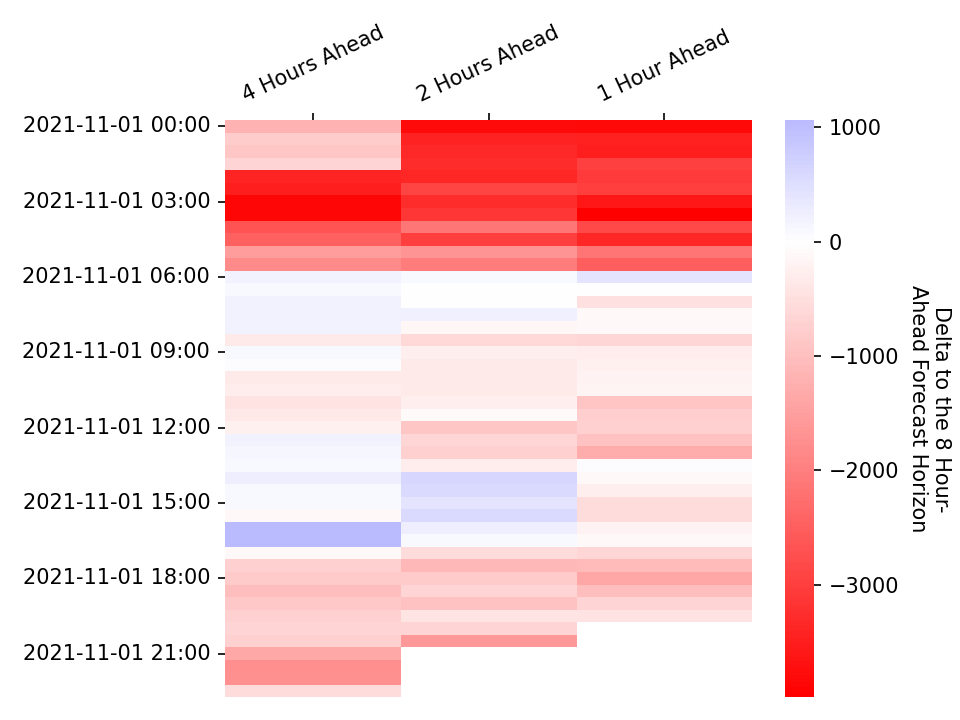 4 Hours Ahead
2 Hours Ahead
1 Hour Ahead
2021-11-01 00:00
2021-11-01 03:00
2021-11-01 06:00
2021-11-01 09:00
2021-11-01 12:00
2021-11-01 15:00
2021-11-01 18:00
2021-11-01 21:00
1000
0
−1000
−2000
−3000
Delta to the 8 Hour-
Ahead Forecast Horizon